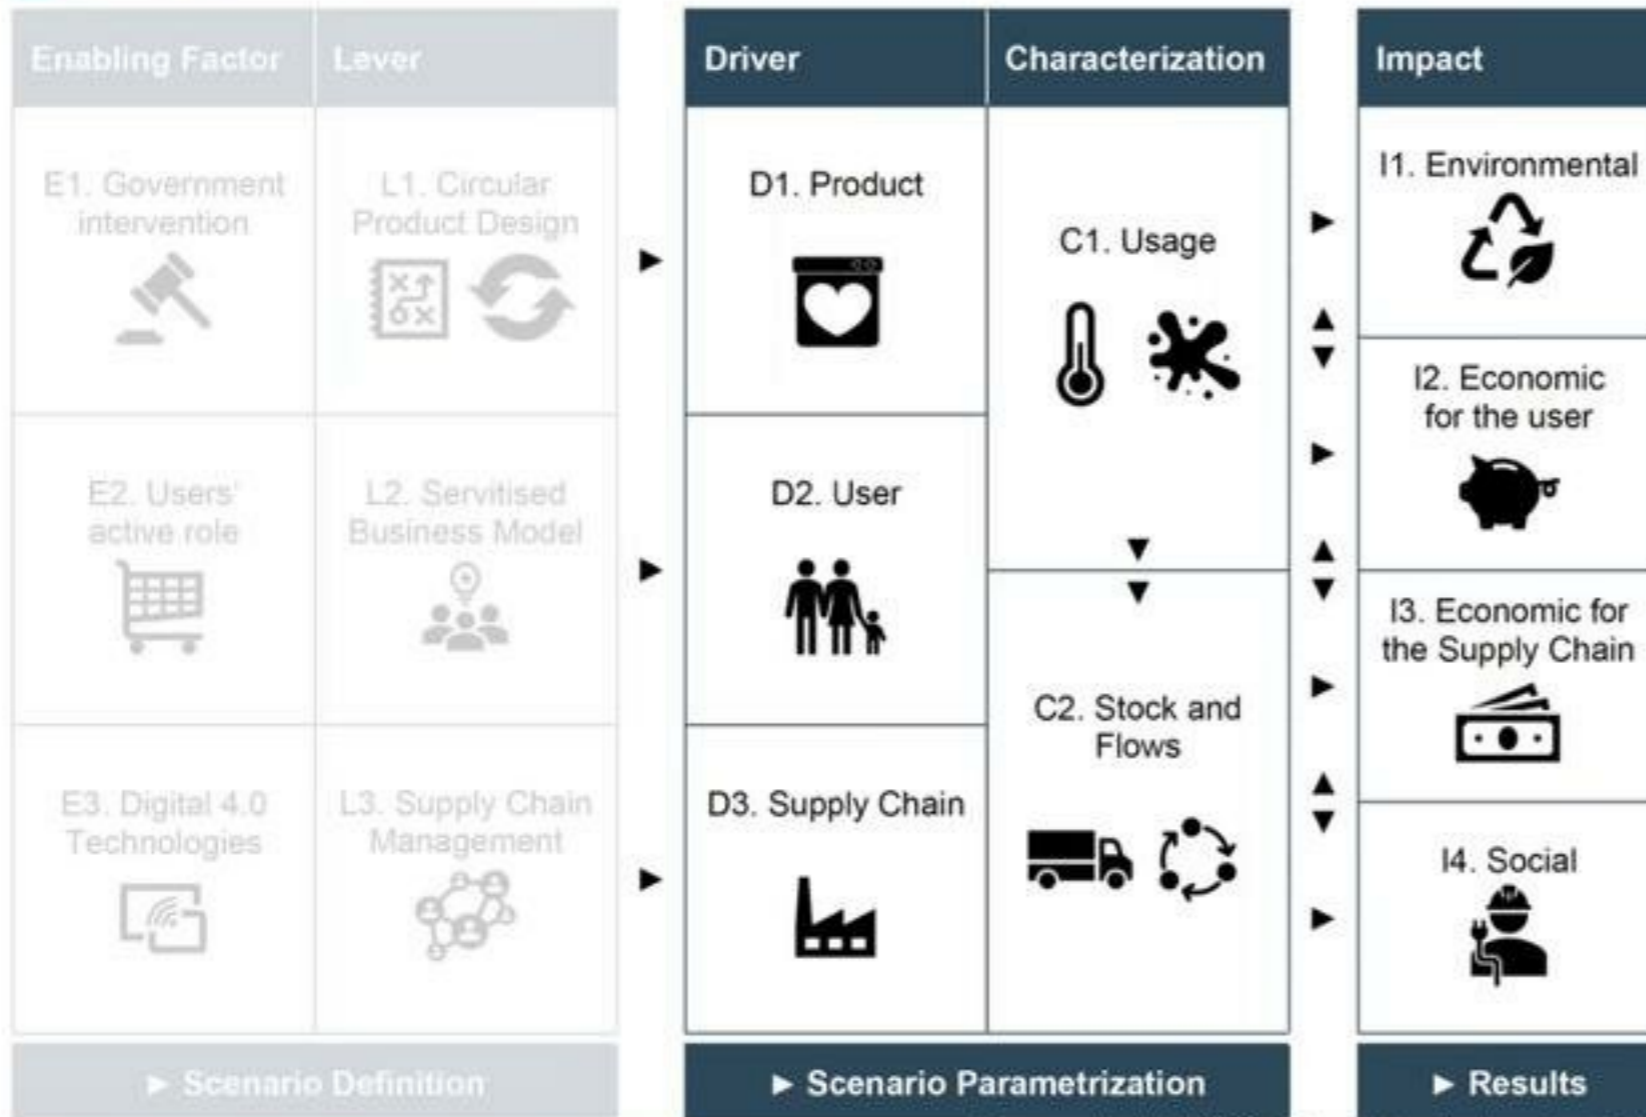 Enabling Factor
Lever
Driver
Characterization
Impact
E1. Government
intervention
L1. Circular
Product Design
D1. Product
C1. Usage
I1. Environmental
I2. Economic
for the user
E2. Users'
active role
L2. Servitised
Business Model
D2. User
I3. Economic for
the Supply Chain
C2. Stock and
Flows
E3. Digital 4.0
Technologies
L3. Supply Chain
Management
D3. Supply Chain
I4. Social
► Scenario Definition
► Scenario Parametrization
► Results